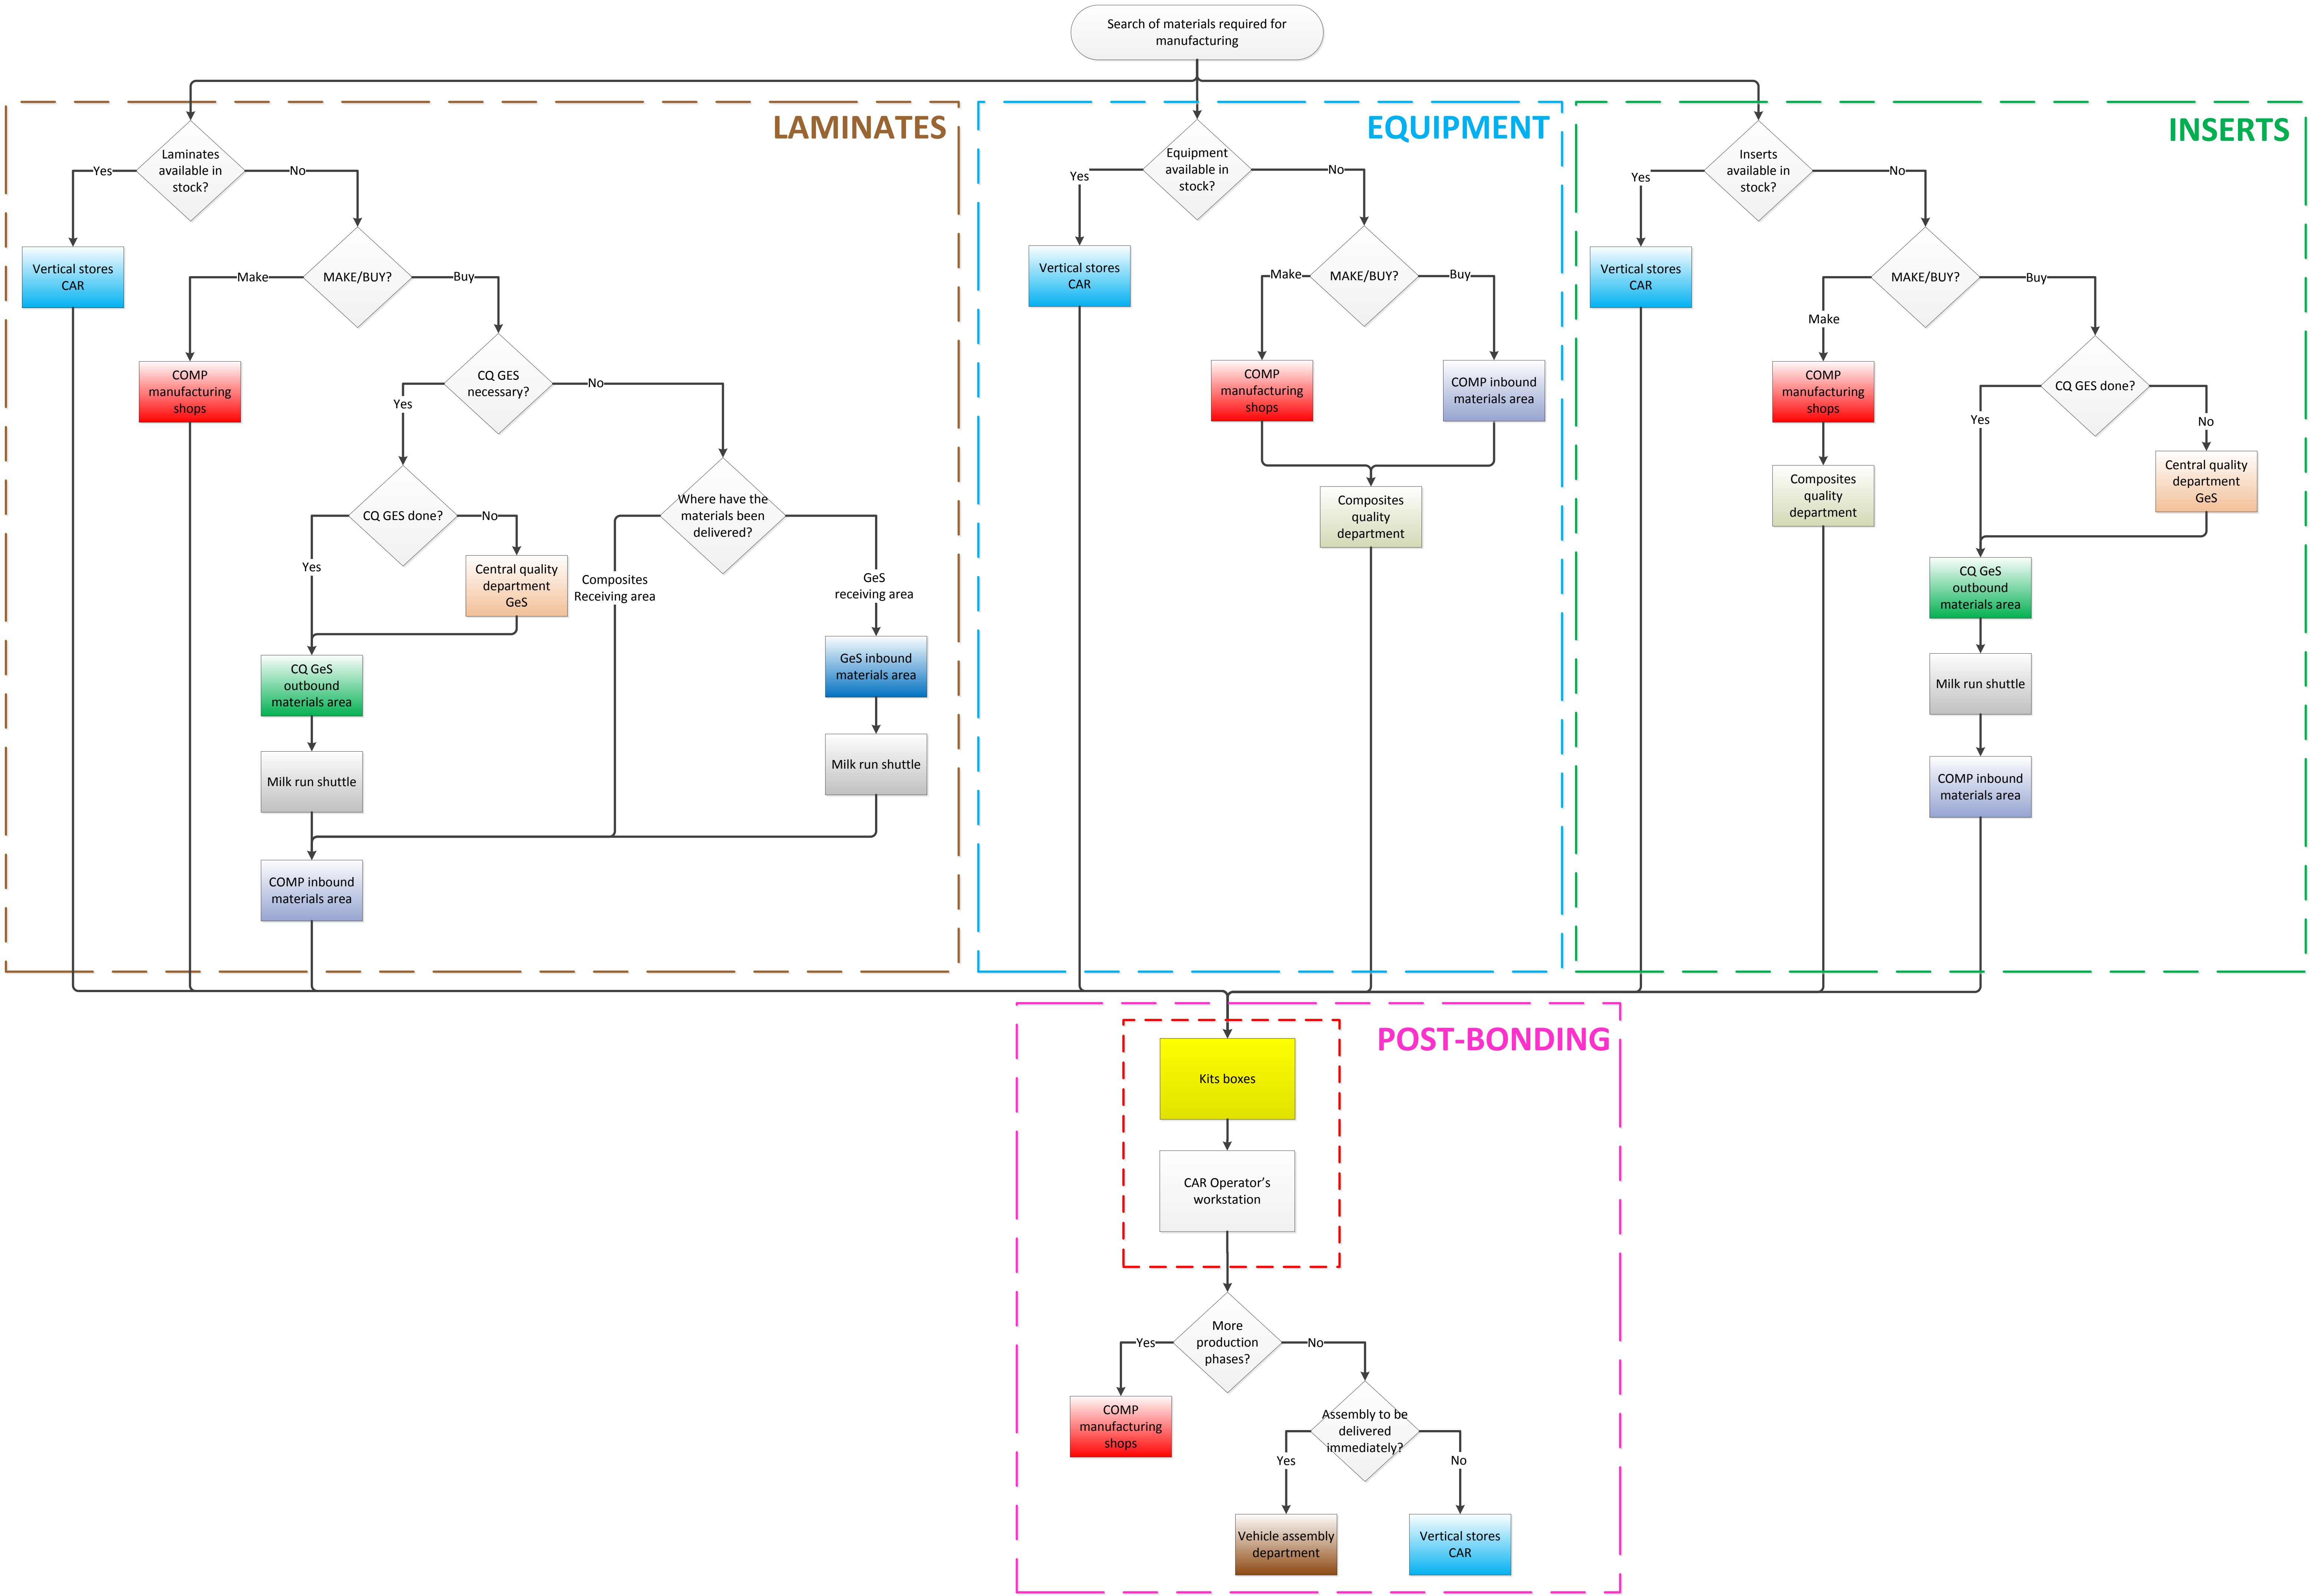 Search of materials required for
manufacturing
LAMINATES
Laminates
available in
stock?
Yes
No
Vertical stores
CAR
MAKE/BUY?
Make
Buy
COMP
manufacturing
shops
CQ GES
necessary?
Yes
No
CQ GES done?
Yes
No
Where have the
materials been
delivered?
Central quality
department
GeS
Composites
Receiving area
GeS
receiving area
CQ GeS
outbound
materials area
GeS inbound
materials area
Milk run shuttle
Milk run shuttle
COMP inbound
materials area
EQUIPMENT
Equipment
available in
stock?
Yes
No
Vertical stores
CAR
MAKE/BUY?
Make
Buy
COMP
manufacturing
shops
COMP inbound
materials area
Composites
quality
department
INSERTS
Inserts
available in
stock?
Yes
No
Vertical stores
CAR
MAKE/BUY?
Make
Buy
COMP
manufacturing
shops
CQ GES done?
Yes
No
Composites
quality
department
Central quality
department
GeS
CQ GeS
outbound
materials area
Milk run shuttle
COMP inbound
materials area
POST-BONDING
Kits boxes
CAR Operator’s
workstation
More
production
phases?
Yes
No
COMP
manufacturing
shops
Assembly to be
delivered
immediately?
Yes
No
Vehicle assembly
department
Vertical stores
CAR